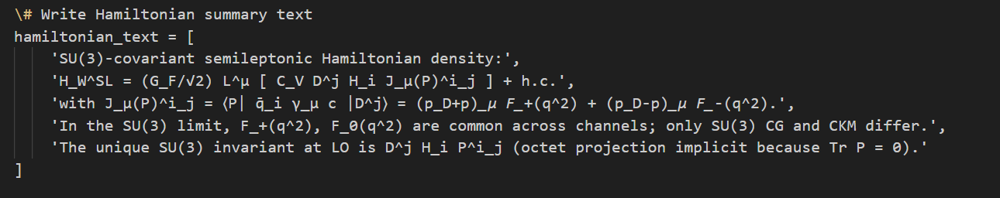 \# Write Hamiltonian summary text
hamiltonian_text = [
    'SU(3)-covariant semileptonic Hamiltonian density:',
    'H_W^SL = (G_F/√2) L^μ [ C_V D^j H_i J_μ(P)^i_j ] + h.c.',
    'with J_μ(P)^i_j = ⟨P| q̄_i γ_μ c |D^j⟩ = (p_D+p)_μ F_+(q^2) + (p_D-p)_μ F_-(q^2).',
    'In the SU(3) limit, F_+(q^2), F_0(q^2) are common across channels; only SU(3) CG and CKM differ.',
    'The unique SU(3) invariant at LO is D^j H_i P^i_j (octet projection implicit because Tr P = 0).'
]